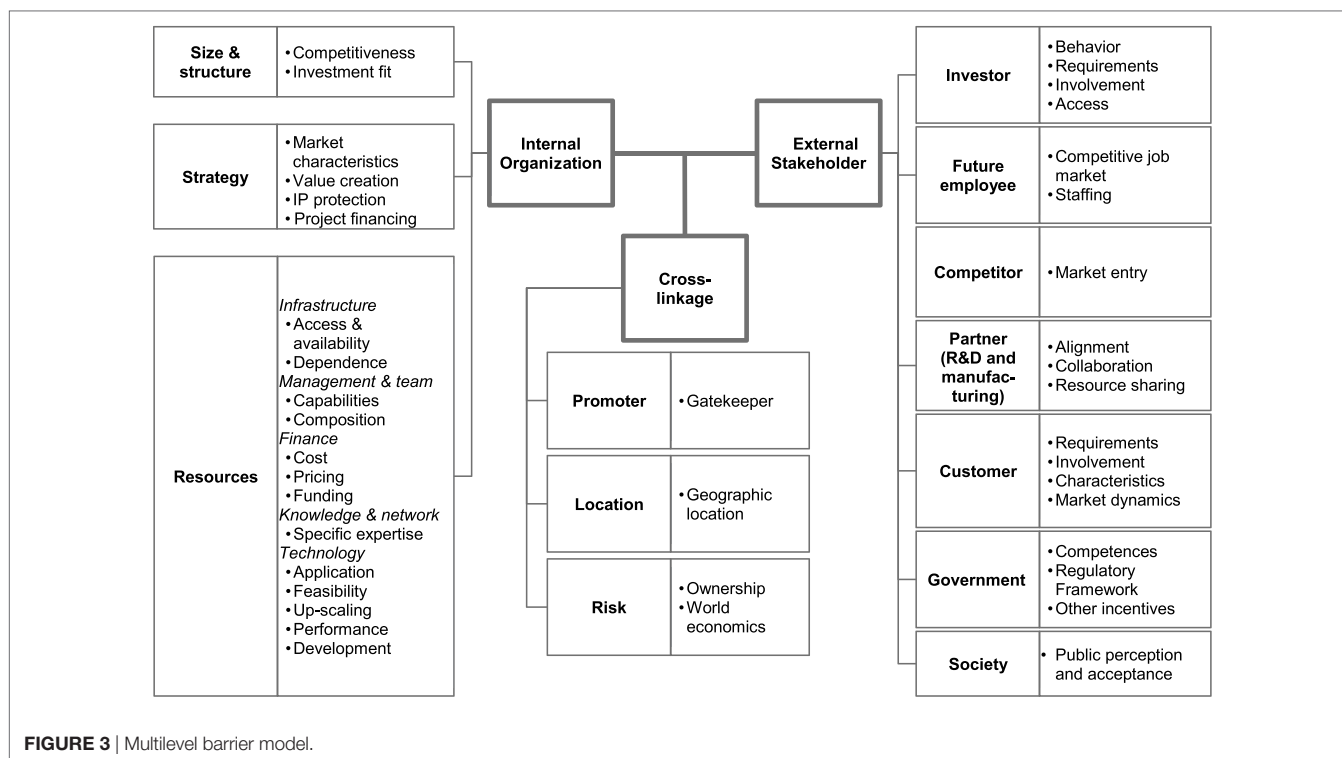 Size &
structure
• Competitiveness
• Investment fit
Strategy
• Market
characteristics
• Value creation
• IP protection
• Project financing
Resources
Infrastructure
• Access &
availability
• Dependence
Management & team
• Capabilities
• Composition
Finance
• Cost
• Pricing
• Funding
Knowledge & network
• Specific expertise
Technology
• Application
• Feasibility
• Up-scaling
• Performance
• Development
Internal
Organization
External
Stakeholder
Cross-
linkage
Promoter
• Gatekeeper
Location
• Geographic
location
Risk
• Ownership
• World
economics
Investor
• Behavior
• Requirements
• Involvement
• Access
Future
employee
• Competitive job
market
• Staffing
Competitor
• Market entry
Partner
(R&D and
manufac-
turing)
• Alignment
• Collaboration
• Resource sharing
Customer
• Requirements
• Involvement
• Characteristics
• Market dynamics
Government
• Competences
• Regulatory
Framework
• Other incentives
Society
• Public perception
and acceptance
FIGURE 3 | Multilevel barrier model.